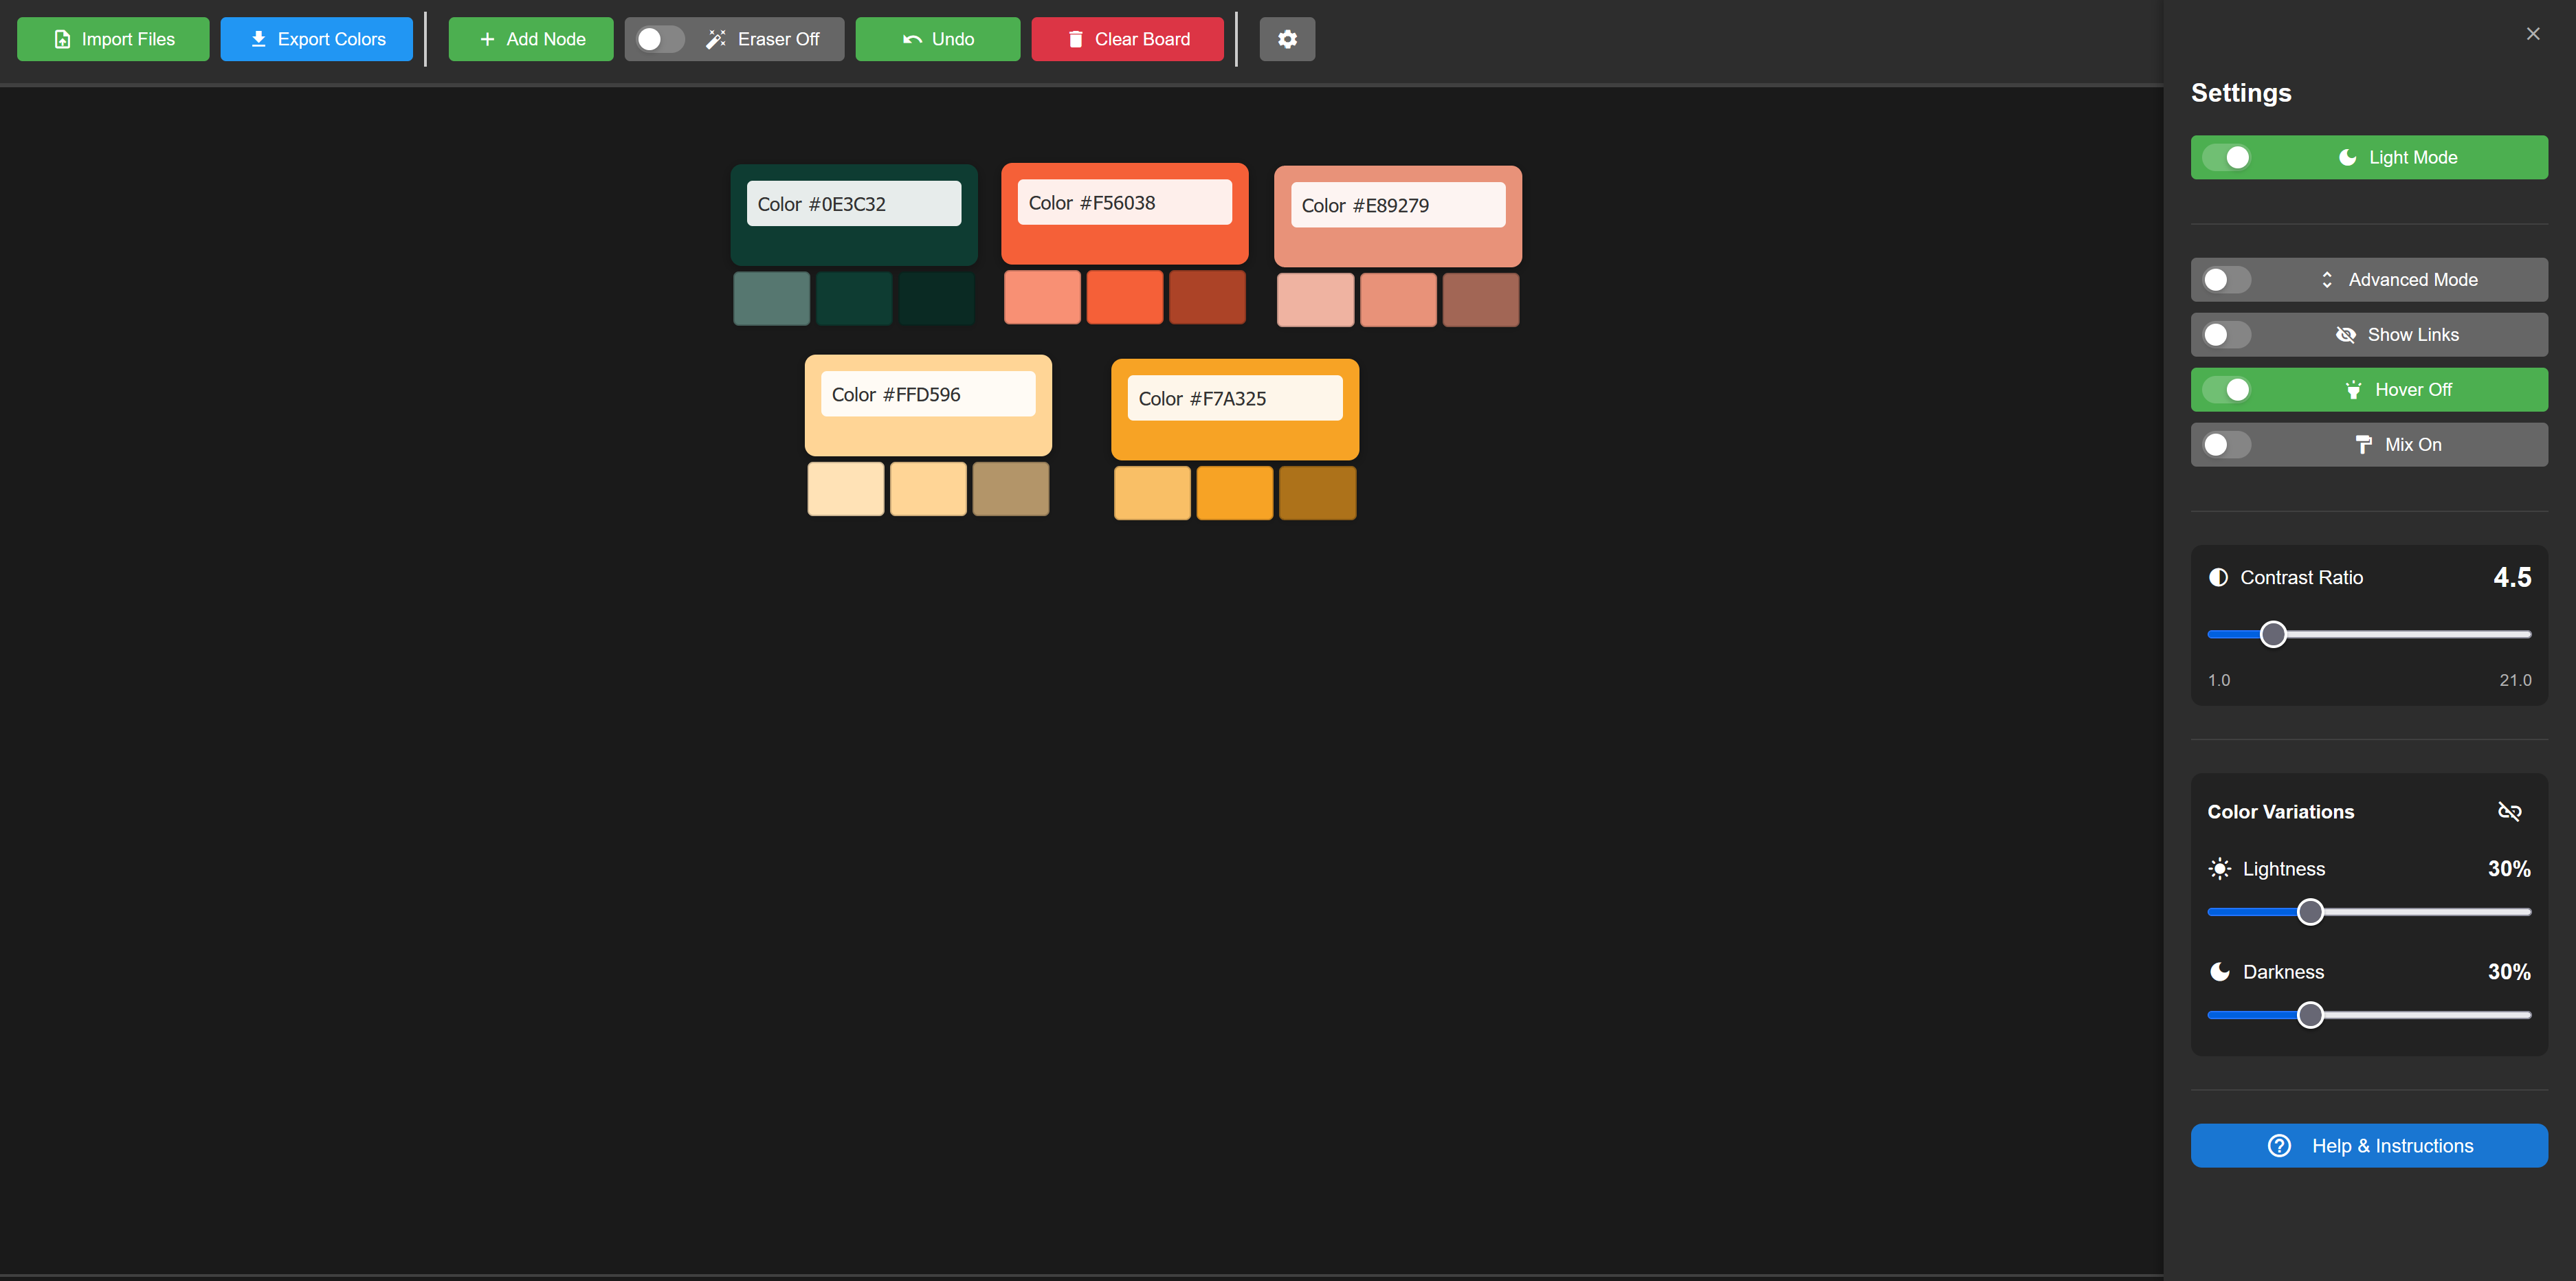 Import Files
Export Colors
Add Node
Eraser Off
Undo
Clear Board
Color #0E3C32
Color #F56038
Color #E89279
Color #FFD596
Color #F7A325
Settings
Light Mode
Advanced Mode
Show Links
Hover Off
Mix On
Contrast Ratio 4.5
1.0 21.0
Color Variations
Lightness 30%
Darkness 30%
Help & Instructions